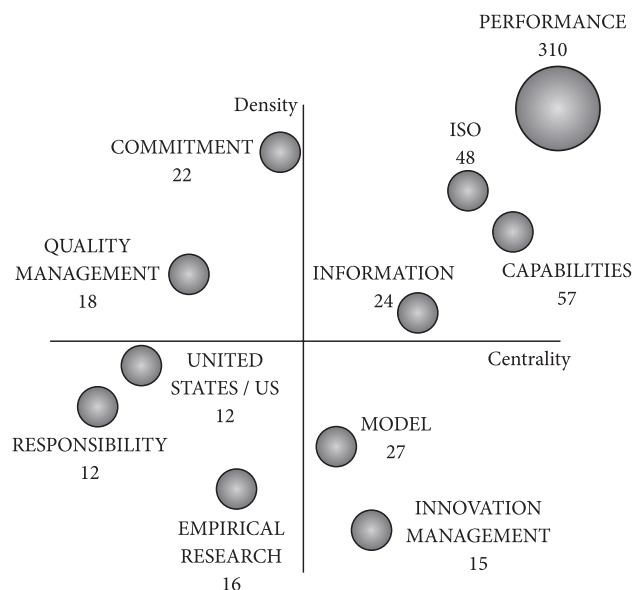 PERFORMANCE
310
Density
ISO
48
COMMITMENT
22
QUALITY
MANAGEMENT
18
INFORMATION
24
CAPABILITIES
57
Centrality
UNITED
STATES / US
12
RESPONSIBILITY
12
MODEL
27
EMPIRICAL
RESEARCH
16
INNOVATION
MANAGEMENT
15